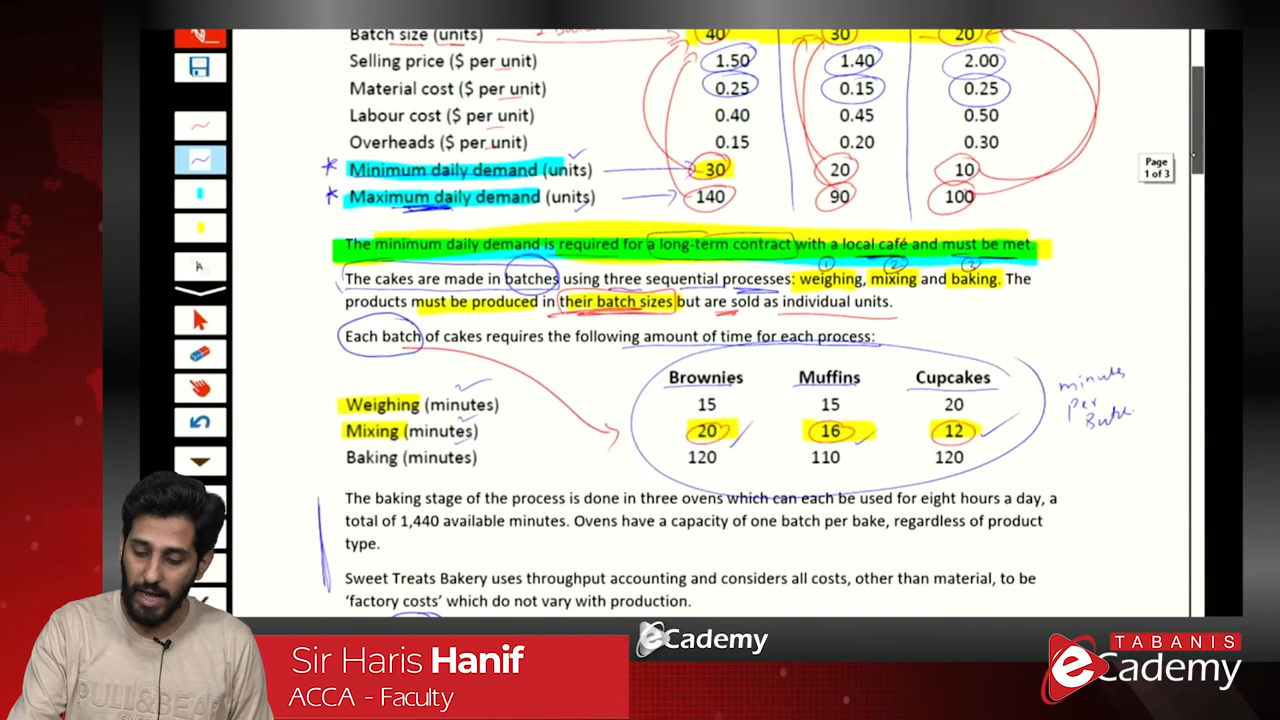 Batch size (units) 40 30 20
Selling price ($ per unit) 1.50 1.40 2.00
Material cost ($ per unit) 0.25 0.15 0.25
Labour cost ($ per unit) 0.40 0.45 0.50
Overheads ($ per unit) 0.15 0.20 0.30
Minimum daily demand (units) 30 20 10
Maximum daily demand (units) 140 90 100
Page
1 of 3
The minimum daily demand is required for a long-term contract with a local café and must be met.
1 2 3
The cakes are made in batches using three sequential processes: weighing, mixing and baking. The
products must be produced in their batch sizes but are sold as individual units.
Each batch of cakes requires the following amount of time for each process:
Brownies Muffins Cupcakes
Weighing (minutes) 15 15 20
Mixing (minutes) 20 16 12
Baking (minutes) 120 110 120
minutes
Per
The baking stage of the process is done in three ovens which can each be used for eight hours a day, a
total of 1,440 available minutes. Ovens have a capacity of one batch per bake, regardless of product
type.
Sweet Treats Bakery uses throughput accounting and considers all costs, other than material, to be
'factory costs' which do not vary with production.
eCademy
Sir Haris Hanif
ACCA - Faculty
PULL&BEAR
TABANIS
eCademy